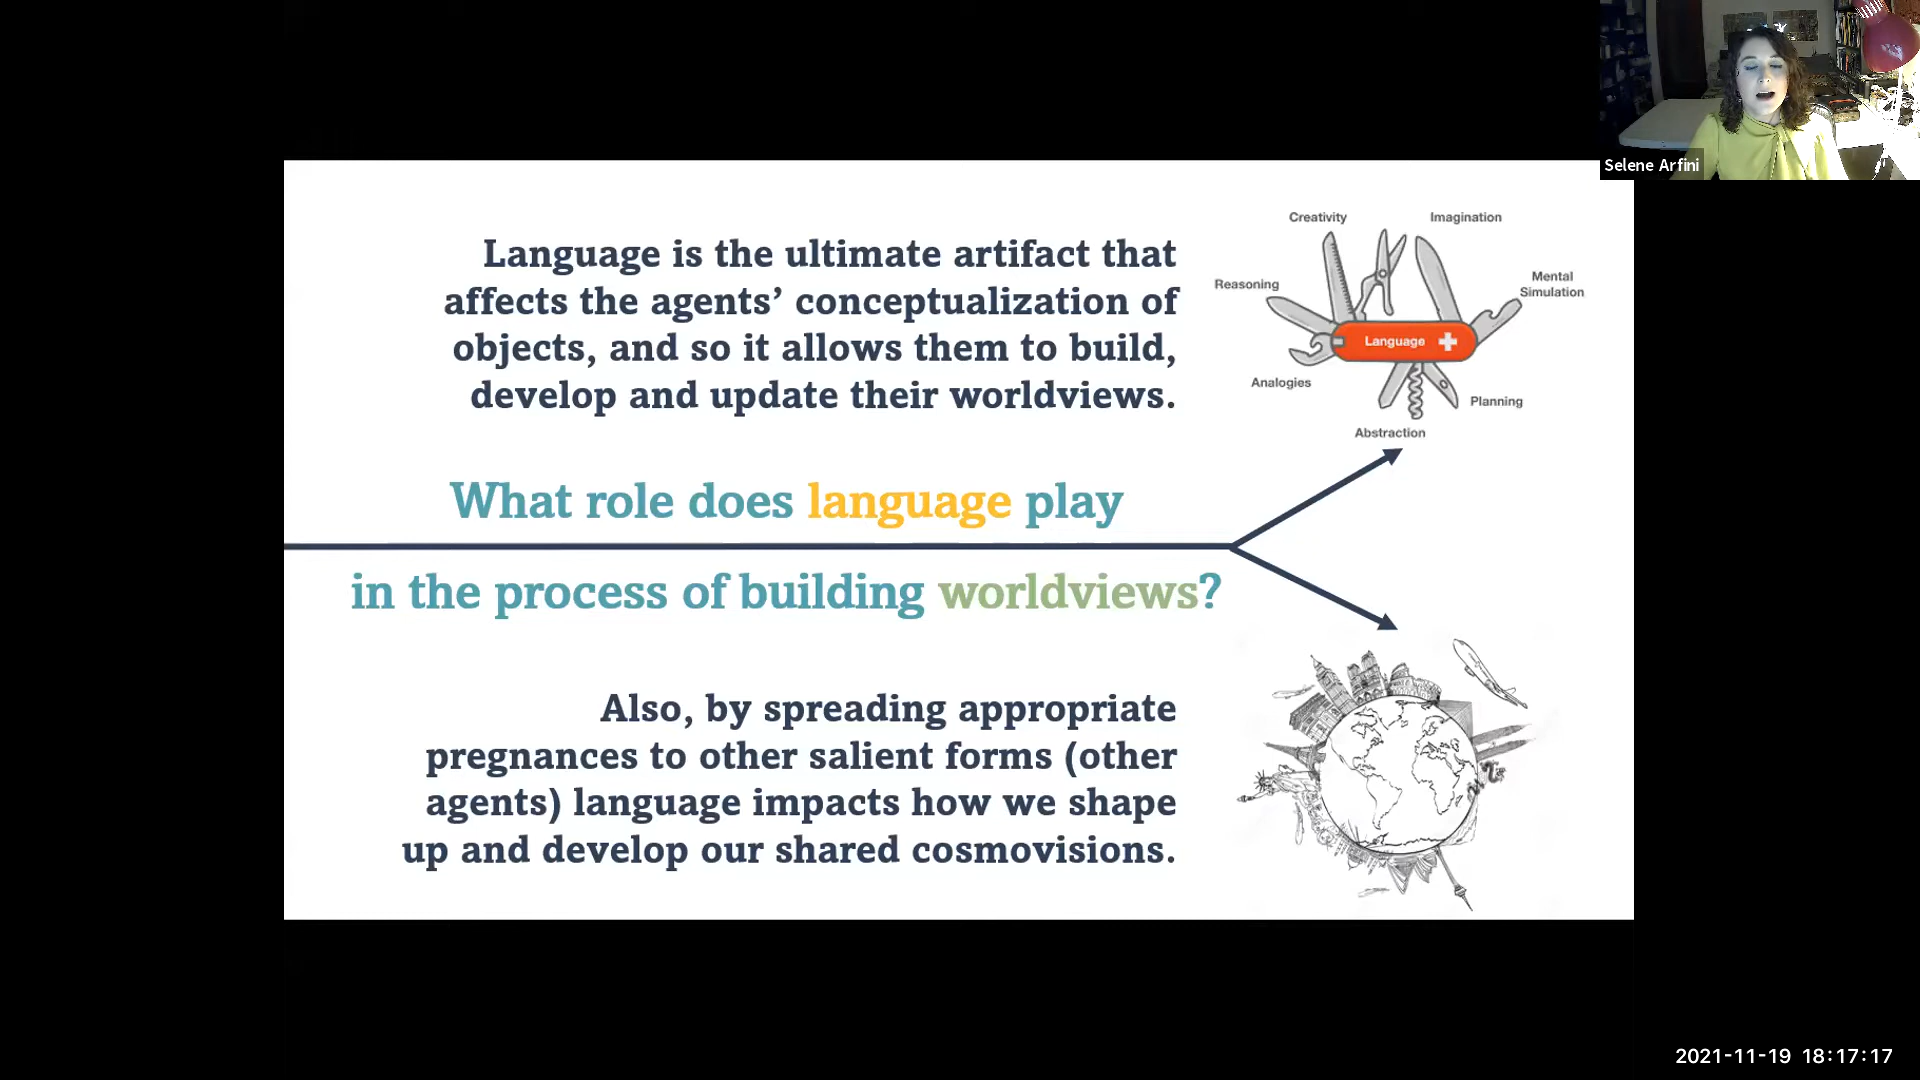 Selene Arfini
Language is the ultimate artifact that
affects the agents’ conceptualization of
objects, and so it allows them to build,
develop and update their worldviews.
Creativity
Imagination
Reasoning
Mental
Simulation
Language
Analogies
Planning
Abstraction
What role does language play
in the process of building worldviews?
Also, by spreading appropriate
pregnances to other salient forms (other
agents) language impacts how we shape
up and develop our shared cosmovisions.
2021-11-19 18:17:17